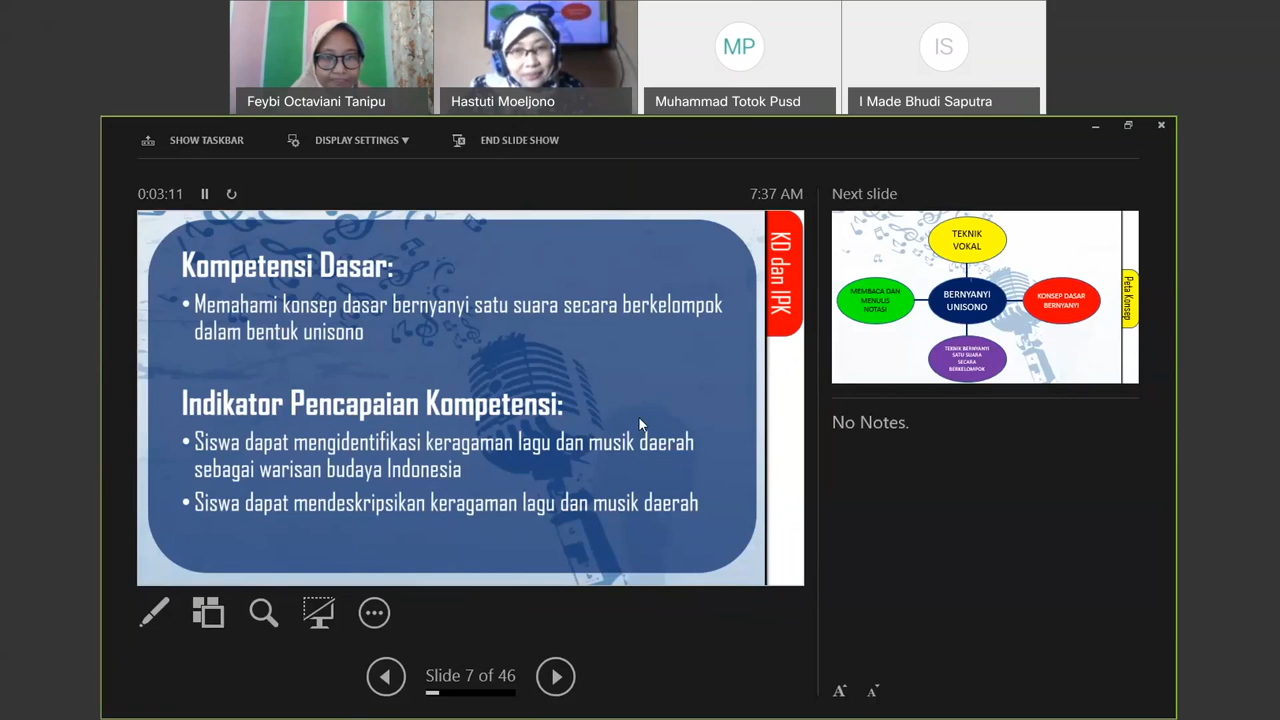 MP
IS
Feybi Octaviani Tanipu
Hastuti Moeljono
Muhammad Totok Pusd
I Made Bhudi Saputra
SHOW TASKBAR
DISPLAY SETTINGS ▾
END SLIDE SHOW
0:03:11
7:37 AM
Next slide
KD dan IPK
Kompetensi Dasar:
• Memahami konsep dasar bernyanyi satu suara secara berkelompok
dalam bentuk unisono
Indikator Pencapaian Kompetensi:
• Siswa dapat mengidentifikasi keragaman lagu dan musik daerah
sebagai warisan budaya Indonesia
• Siswa dapat mendeskripsikan keragaman lagu dan musik daerah
TEKNIK
VOKAL
MEMBACA DAN
MENULIS
NOTASI
BERNYANYI
UNISONO
KONSEP DASAR
BERNYANYI
TEKNIK BERNYANYI
SATU SUARA
SECARA
BERKELOMPOK
Peta Konsep
No Notes.
Slide 7 of 46
A
A